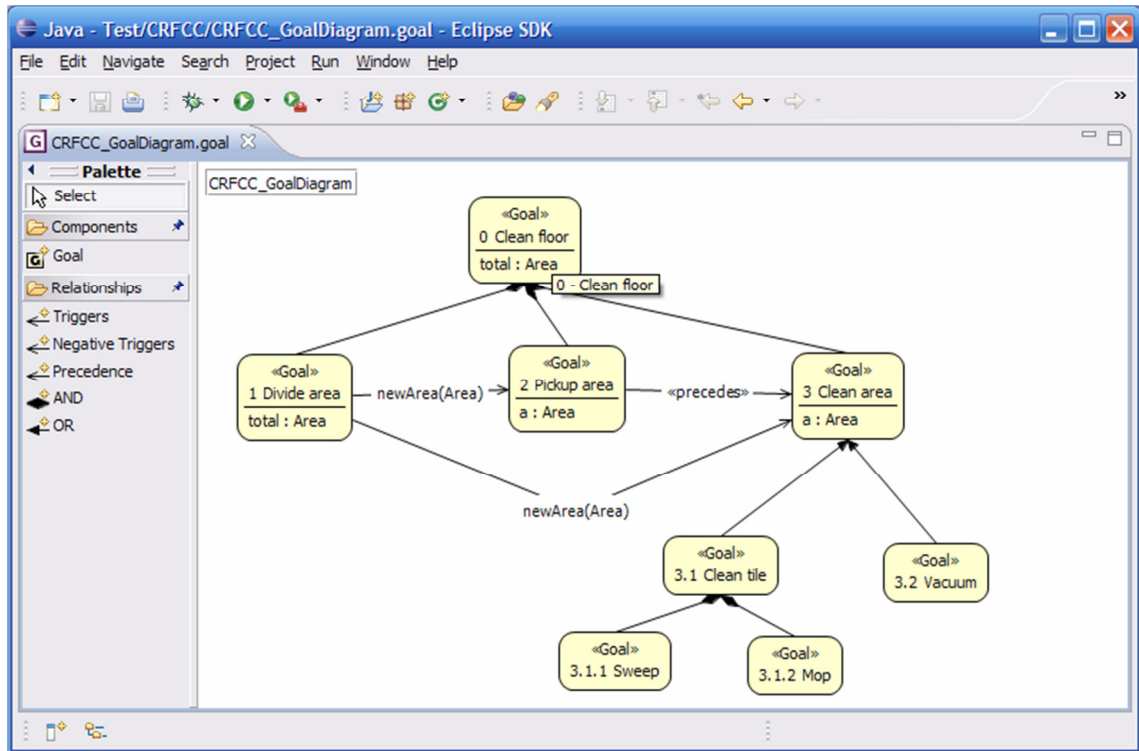 Java - Test/CRFCC/CRFCC_GoalDiagram.goal - Eclipse SDK
File Edit Navigate Search Project Run Window Help
»
G CRFCC_GoalDiagram.goal
Palette
Select
Components
G Goal
Relationships
Triggers
Negative Triggers
Precedence
AND
OR
CRFCC_GoalDiagram
«Goal»
0 Clean floor
total : Area
0 - Clean floor
«Goal»
1 Divide area
total : Area
newArea(Area)
«Goal»
2 Pickup area
a : Area
«precedes»
«Goal»
3 Clean area
a : Area
newArea(Area)
«Goal»
3.1 Clean tile
«Goal»
3.2 Vacuum
«Goal»
3.1.1 Sweep
«Goal»
3.1.2 Mop